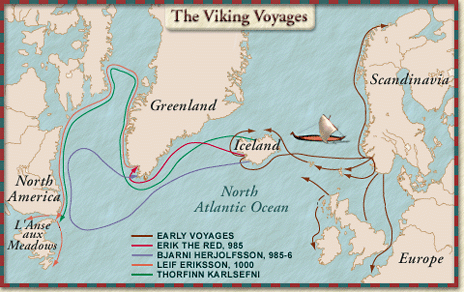 The Viking Voyages
Scandinavia
Greenland
Iceland
North
America
North
Atlantic Ocean
L'Anse
aux
Meadows
Europe
EARLY VOYAGES
ERIK THE RED, 985
BJARNI HERJOLFSSON, 985-6
LEIF ERIKSSON, 1000
THORFINN KARLSEFNI